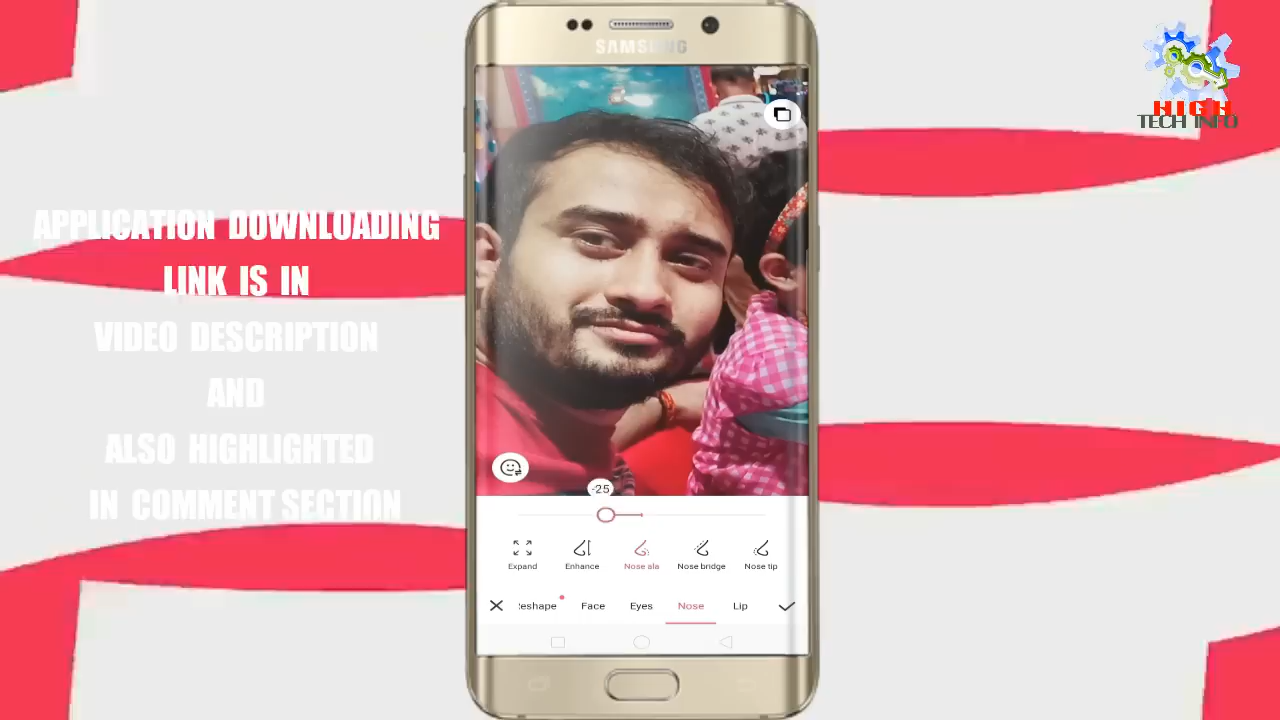 SAMSUNG
HIGH
TECH INFO
APPLICATION DOWNLOADING
LINK IS IN
VIDEO DESCRIPTION
AND
ALSO HIGHLIGHTED
IN COMMENT SECTION
-25
Expand Enhance Nose ala Nose bridge Nose tip
eshape Face Eyes Nose Lip